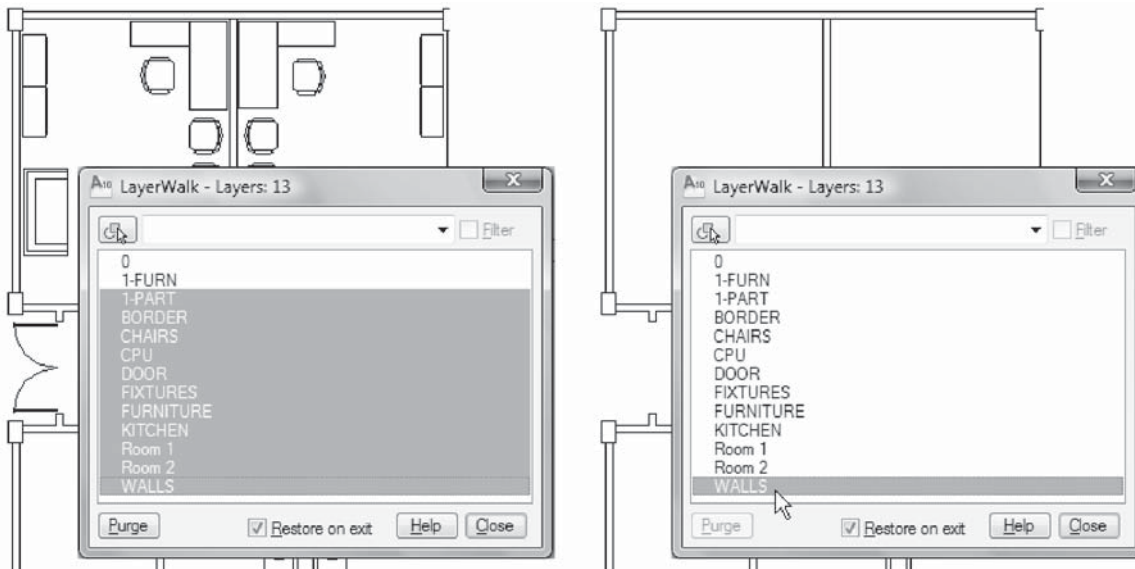 A10 LayerWalk - Layers: 13
Filter
0
1-FURN
1-PART
BORDER
CHAIRS
CPU
DOOR
FIXTURES
FURNITURE
KITCHEN
Room 1
Room 2
WALLS
Purge Restore on exit Help Close
A10 LayerWalk - Layers: 13
Filter
0
1-FURN
1-PART
BORDER
CHAIRS
CPU
DOOR
FIXTURES
FURNITURE
KITCHEN
Room 1
Room 2
WALLS
Purge Restore on exit Help Close